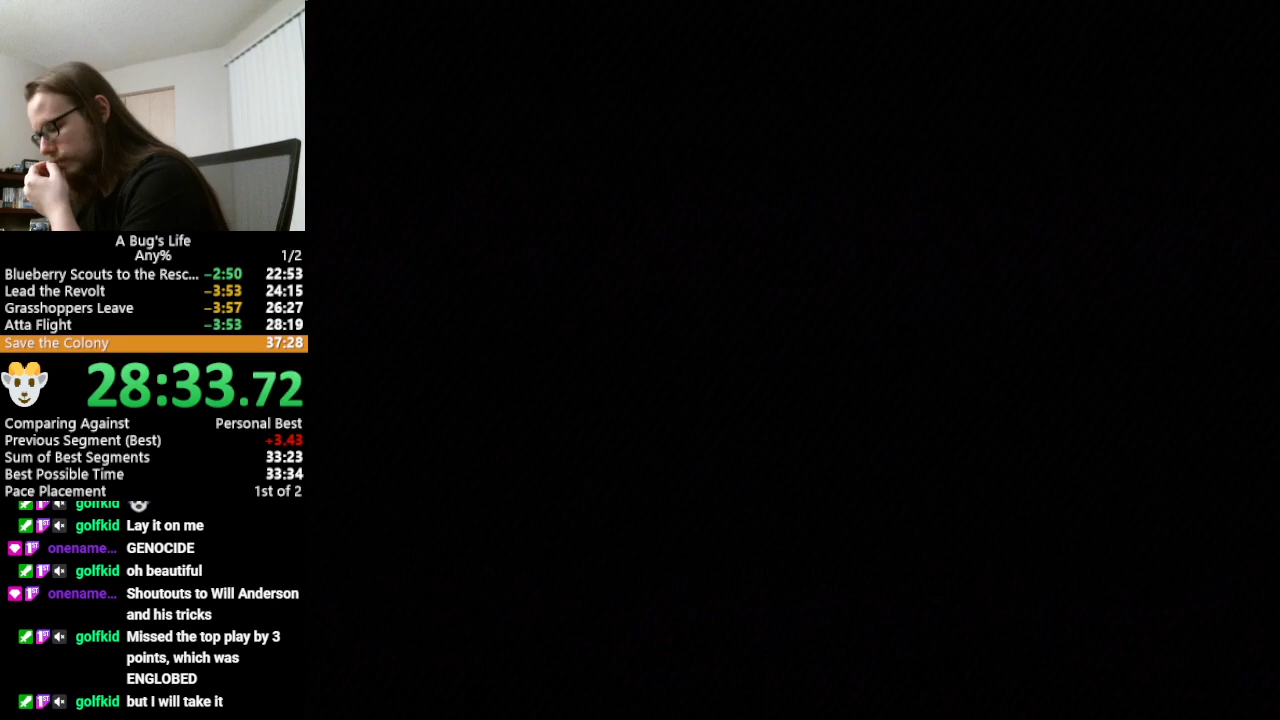 A Bug's Life
Any% 1/2
Blueberry Scouts to the Resc... −2:50 22:53
Lead the Revolt −3:53 24:15
Grasshoppers Leave −3:57 26:27
Atta Flight −3:53 28:19
Save the Colony 37:28
28:33.72
Comparing Against Personal Best
Previous Segment (Best) +3.43
Sum of Best Segments 33:23
Best Possible Time 33:34
Pace Placement 1st of 2
golfkid
golfkid Lay it on me
onename... GENOCIDE
golfkid oh beautiful
onename... Shoutouts to Will Anderson
and his tricks
golfkid Missed the top play by 3
points, which was
ENGLOBED
golfkid but I will take it